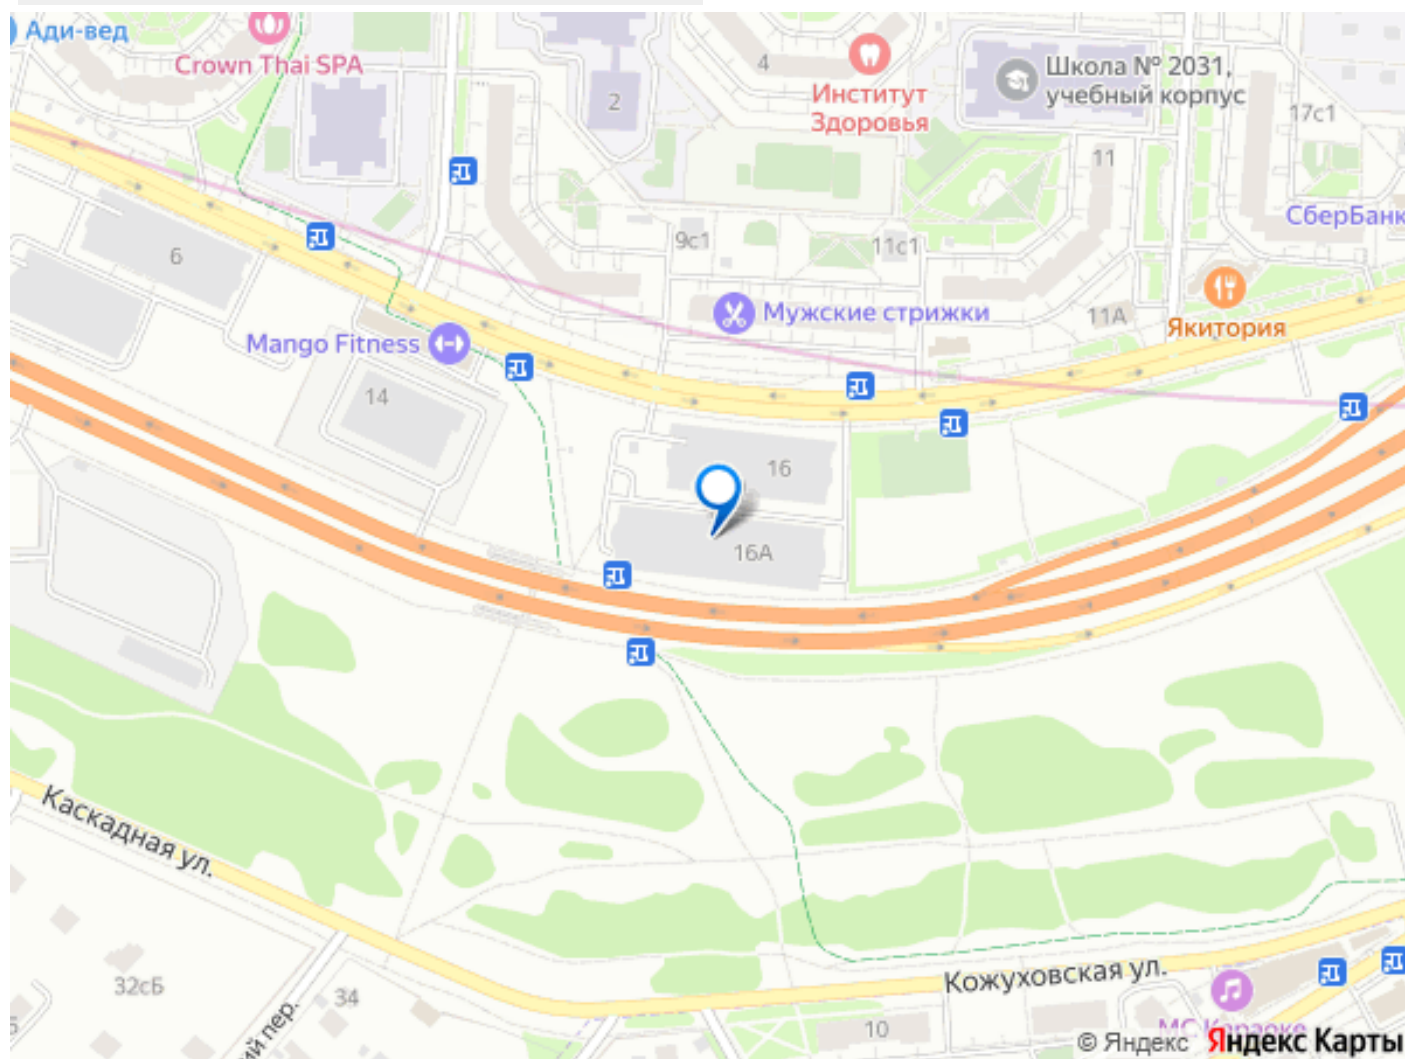 Ади-вед
Crown Thai SPA
2
4
Институт
Здоровья
Школа № 2031,
учебный корпус
17с1
11
СберБанк
9с1
11с1
6
Мужские стрижки
11А
Якитория
Mango Fitness
14
16
16А
Каскадная ул.
32сБ
34
Кожуховская ул.
10
МС Караоке
© Яндекс Яндекс Карты